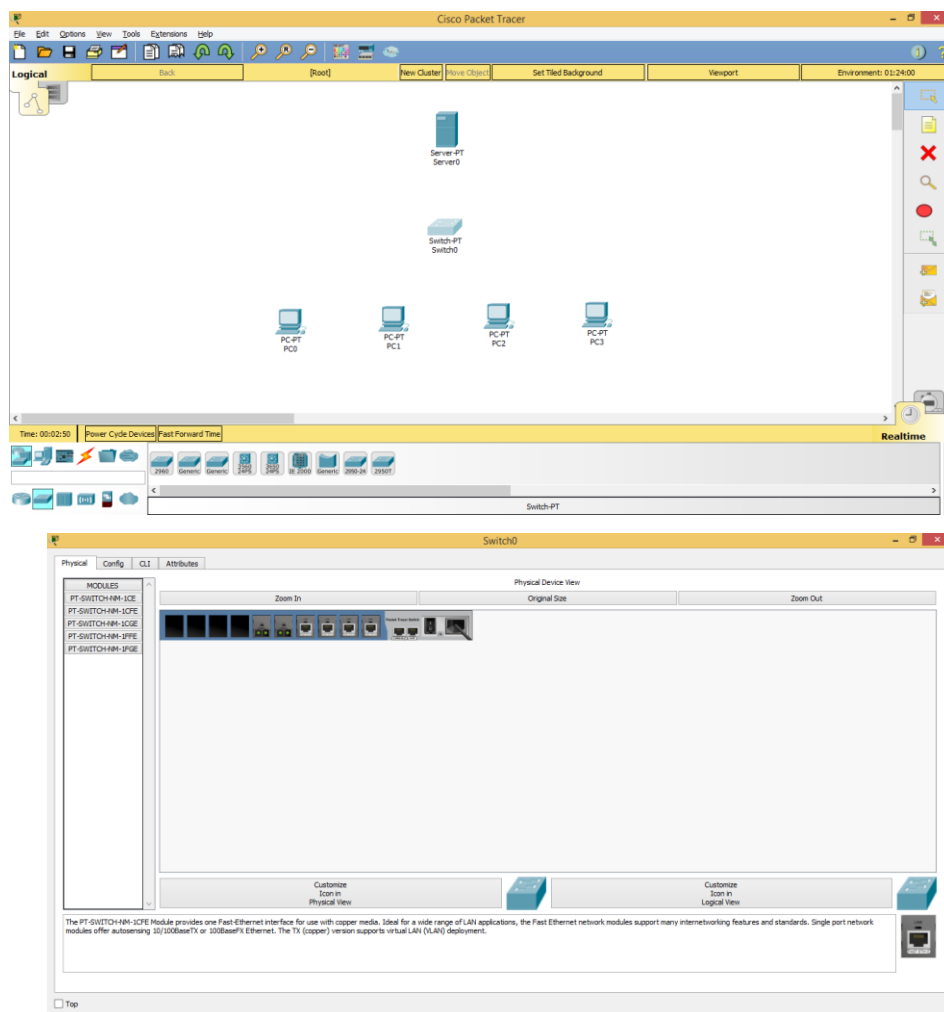 Cisco Packet Tracer
File Edit Options View Tools Extensions Help
Logical Back [Root] New Cluster Move Object Set Tiled Background Viewport Environment: 01:24:00
Server-PT
Server0
Switch-PT
Switch0
PC-PT
PC0
PC-PT
PC1
PC-PT
PC2
PC-PT
PC3
Time: 00:02:50 Power Cycle Devices Fast Forward Time Realtime
2960 Generic Generic 2950-24 2950T
Switch-PT
Switch0
Physical Config CLI Attributes
MODULES
PT-SWITCH-NM-1CE
PT-SWITCH-NM-1CFE
PT-SWITCH-NM-1CGE
PT-SWITCH-NM-1FFE
PT-SWITCH-NM-1FGE
Physical Device View
Zoom In Original Size Zoom Out
Packet Tracer Switch
Customize
Icon in
Physical View
Customize
Icon in
Logical View
The PT-SWITCH-NM-1CFE Module provides one Fast-Ethernet interface for use with copper media. Ideal for a wide range of LAN applications, the Fast Ethernet network modules support many internetworking features and standards. Single port network
modules offer autosensing 10/100BaseTX or 100BaseFX Ethernet. The TX (copper) version supports virtual LAN (VLAN) deployment.
Top